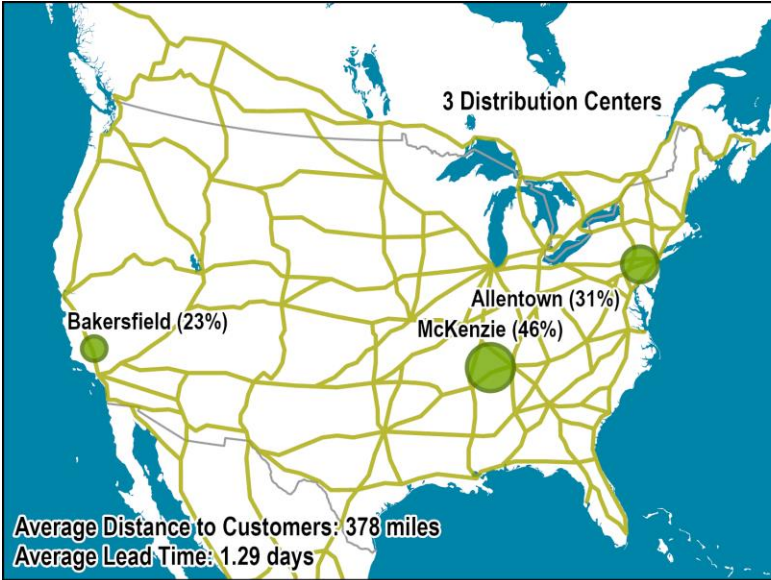 3 Distribution Centers
Allentown (31%)
Bakersfield (23%)
McKenzie (46%)
Average Distance to Customers: 378 miles
Average Lead Time: 1.29 days